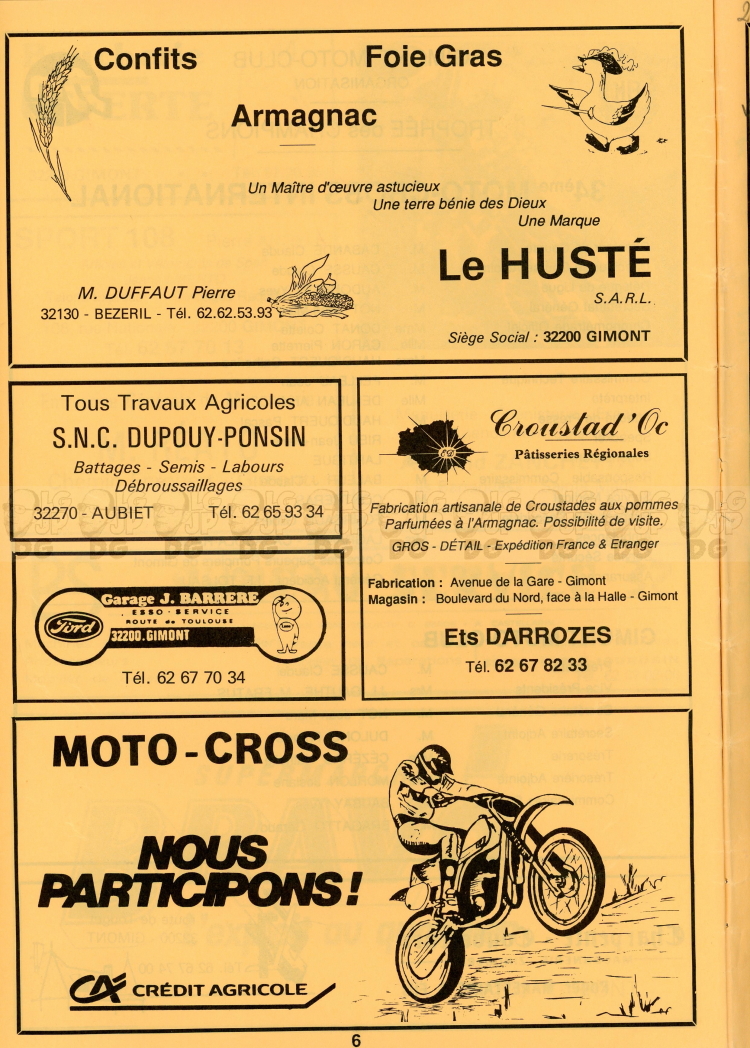 Confits
Foie Gras
Armagnac
Un Maître d'œuvre astucieux
Une terre bénie des Dieux
Une Marque
Le HUSTÉ
S.A.R.L.
M. DUFFAUT Pierre
32130 - BEZERIL - Tél. 62.62.53.93
Siège Social : 32200 GIMONT
Tous Travaux Agricoles
S.N.C. DUPOUY-PONSIN
Battages - Semis - Labours
Débroussaillages
32270 - AUBIET Tél. 62 65 93 34
Croustad'Oc
Pâtisseries Régionales
Fabrication artisanale de Croustades aux pommes
Parfumées à l'Armagnac. Possibilité de visite.
GROS - DÉTAIL - Expédition France & Etranger
Fabrication : Avenue de la Gare - Gimont
Magasin : Boulevard du Nord, face à la Halle - Gimont
Ets DARROZES
Tél. 62 67 82 33
Garage J. BARRERE
ESSO - SERVICE
ROUTE de TOULOUSE
Ford
32200. GIMONT
Tél. 62 67 70 34
MOTO - CROSS
NOUS
PARTICIPONS !
CA CRÉDIT AGRICOLE
6